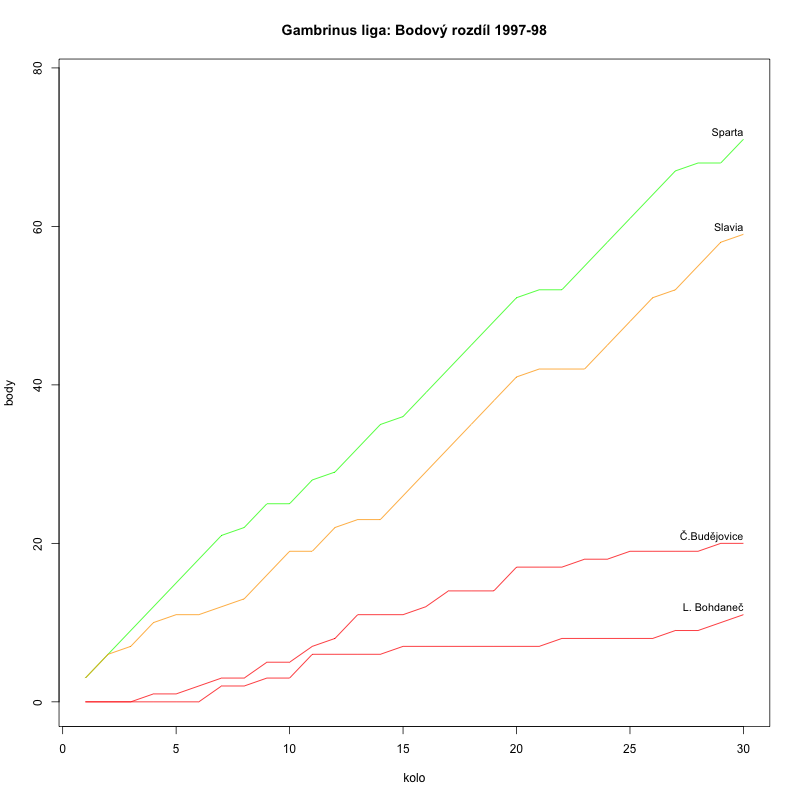 Gambrinus liga: Bodový rozdíl 1997-98
80
60
40
20
0
body
Sparta
Slavia
Č.Budějovice
L. Bohdaneč
0 5 10 15 20 25 30
kolo